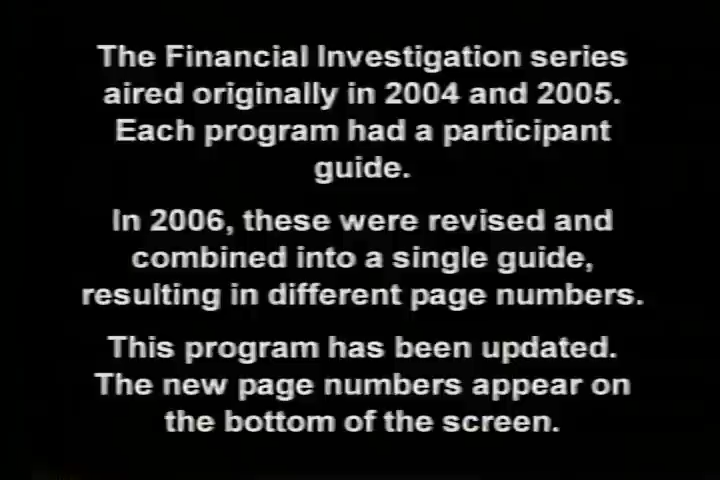 The Financial Investigation series
aired originally in 2004 and 2005.
Each program had a participant
guide.
In 2006, these were revised and
combined into a single guide,
resulting in different page numbers.
This program has been updated.
The new page numbers appear on
the bottom of the screen.